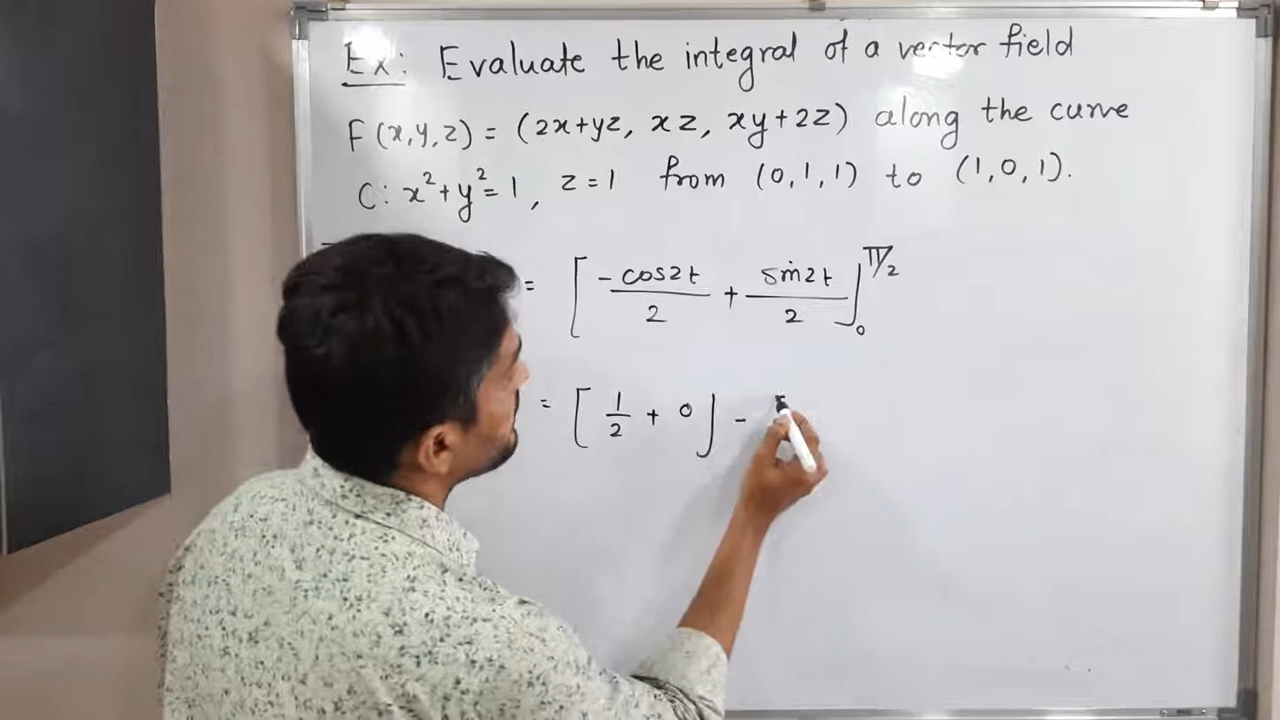 Ex: Evaluate the integral of a vector field
F(x,y,z) = (2x+yz, xz, xy+2z) along the curve
C: x²+y²=1, z=1 from (0,1,1) to (1,0,1).
= [ -cos2t/2 + sin2t/2 ]₀^π/2
= [ 1/2 + 0 ] -